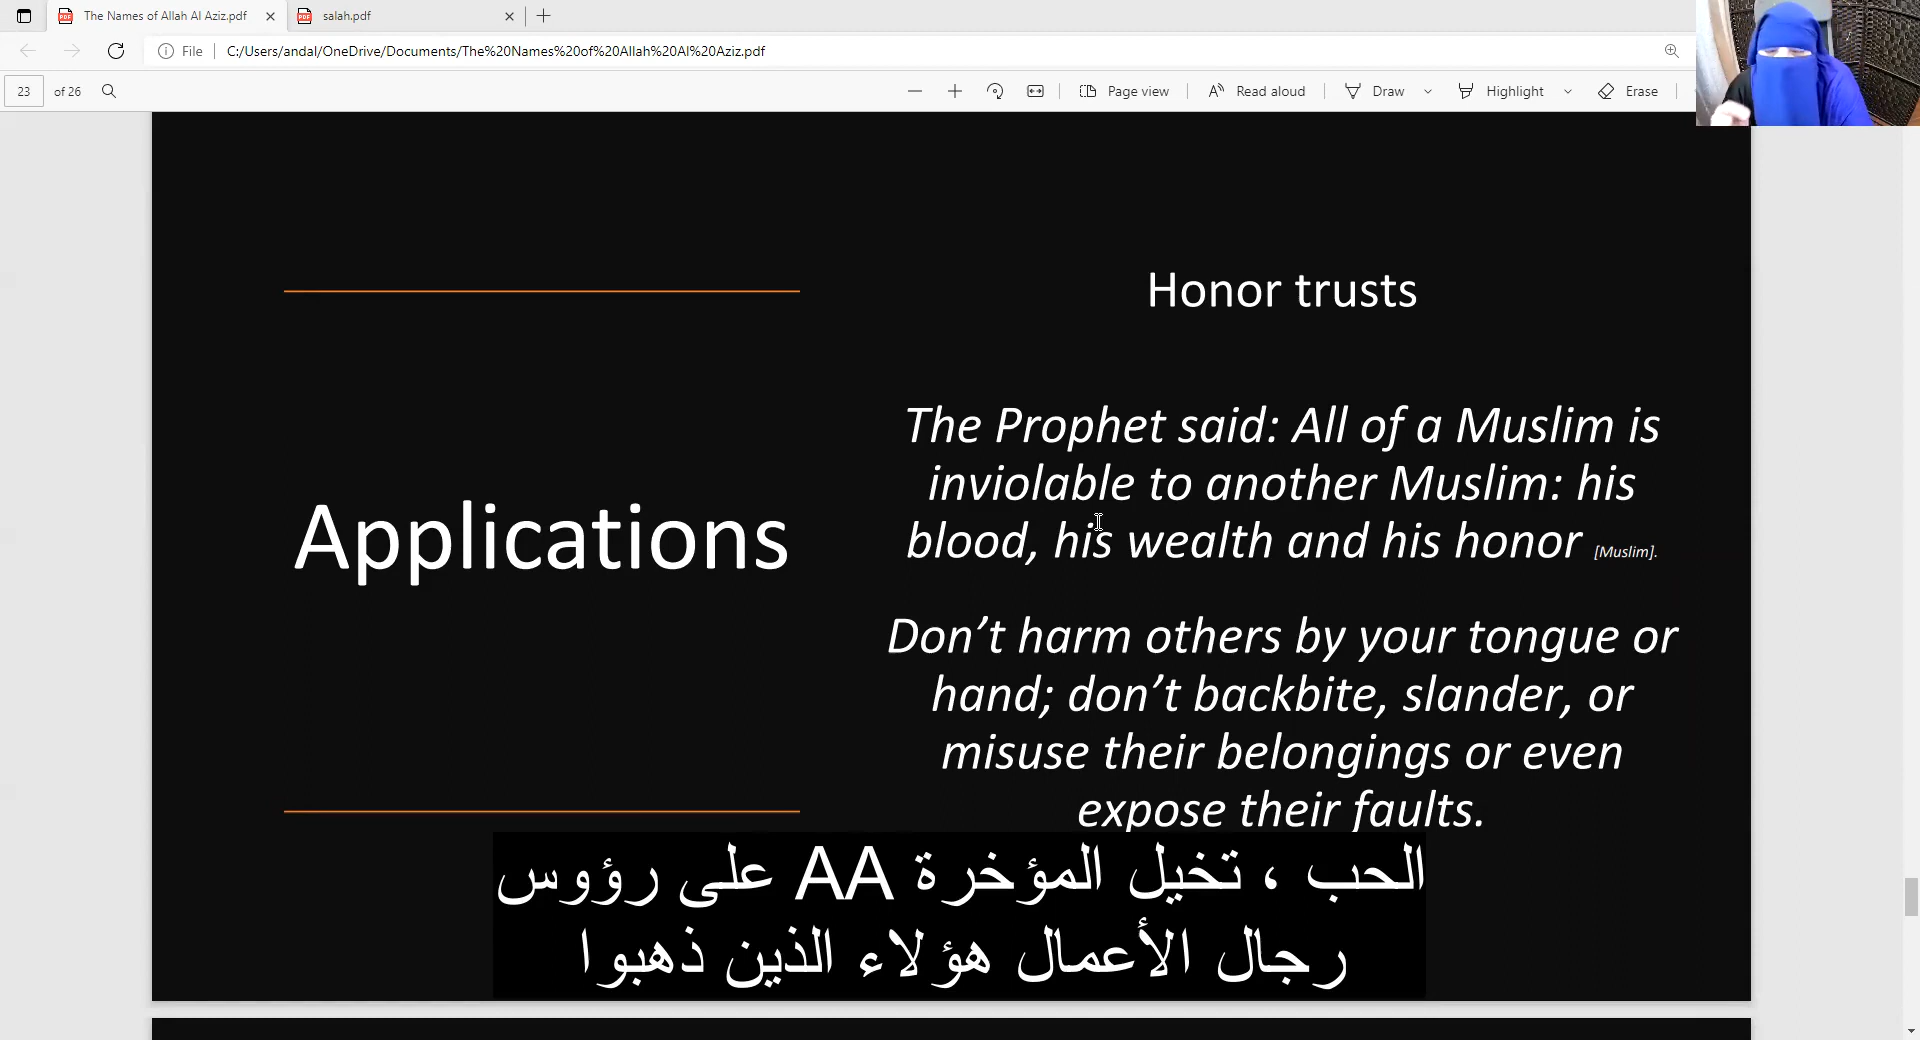 The Names of Allah Al Aziz.pdf
salah.pdf
File
C:/Users/andal/OneDrive/Documents/The%20Names%20of%20Allah%20Al%20Aziz.pdf
23 of 26
Page view
Read aloud
Draw
Highlight
Erase
Honor trusts
The Prophet said: All of a Muslim is
inviolable to another Muslim: his
blood, his wealth and his honor [Muslim].
Applications
Don’t harm others by your tongue or
hand; don’t backbite, slander, or
misuse their belongings or even
expose their faults.
الحب ، تخيل المؤخرة AA على رؤوس
رجال الأعمال هؤلاء الذين ذهبوا